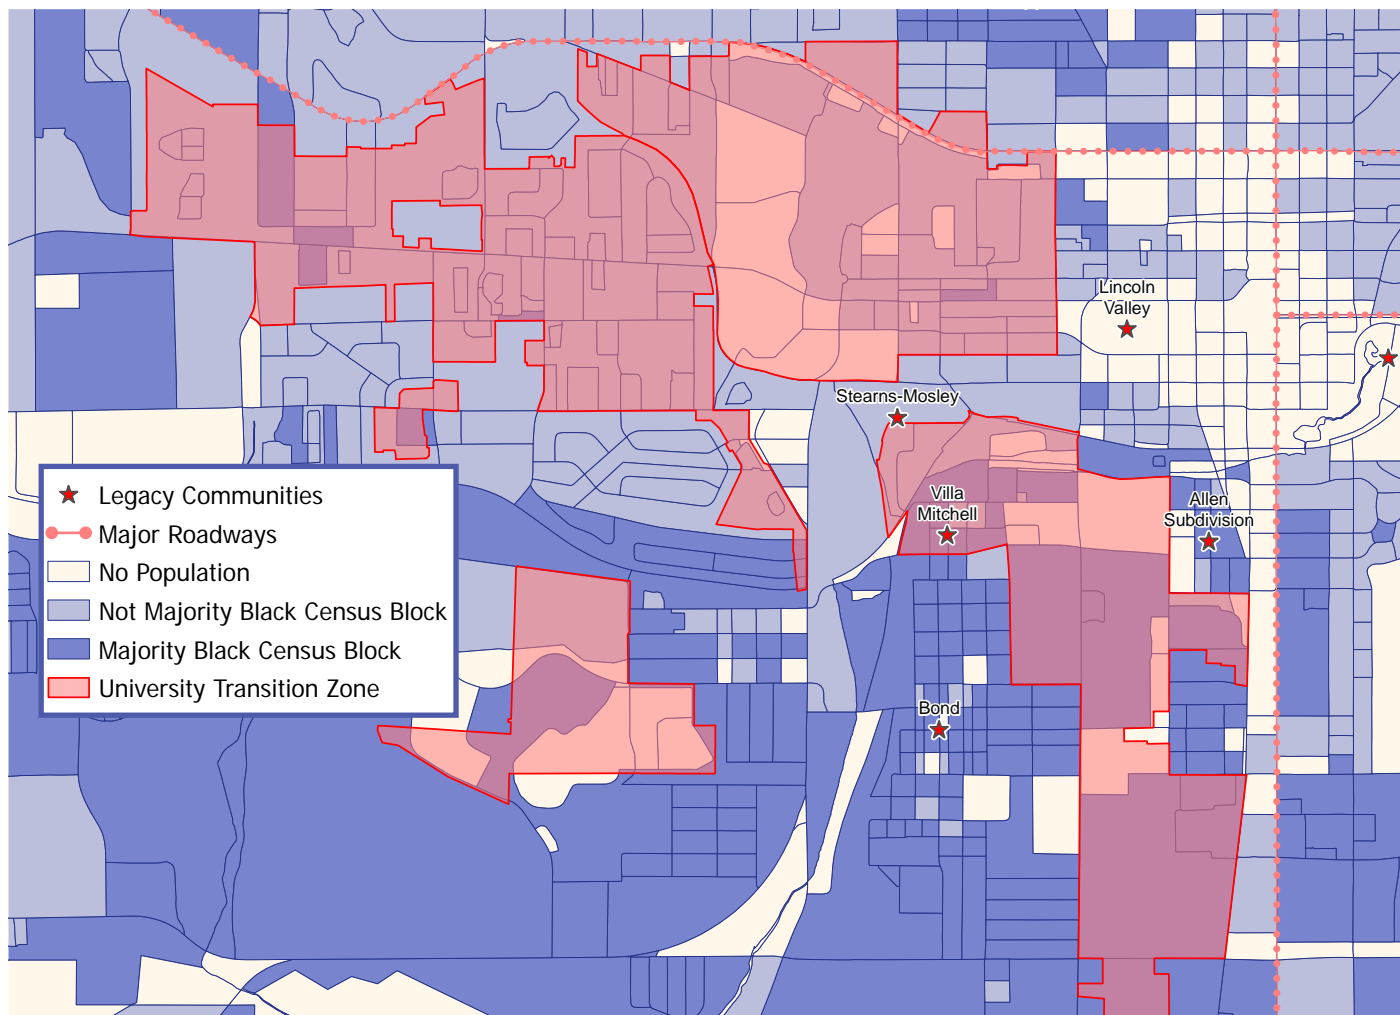 Lincoln
Valley
Stearns-Mosley
Villa
Mitchell
Allen
Subdivision
Bond
Legacy Communities
Major Roadways
No Population
Not Majority Black Census Block
Majority Black Census Block
University Transition Zone